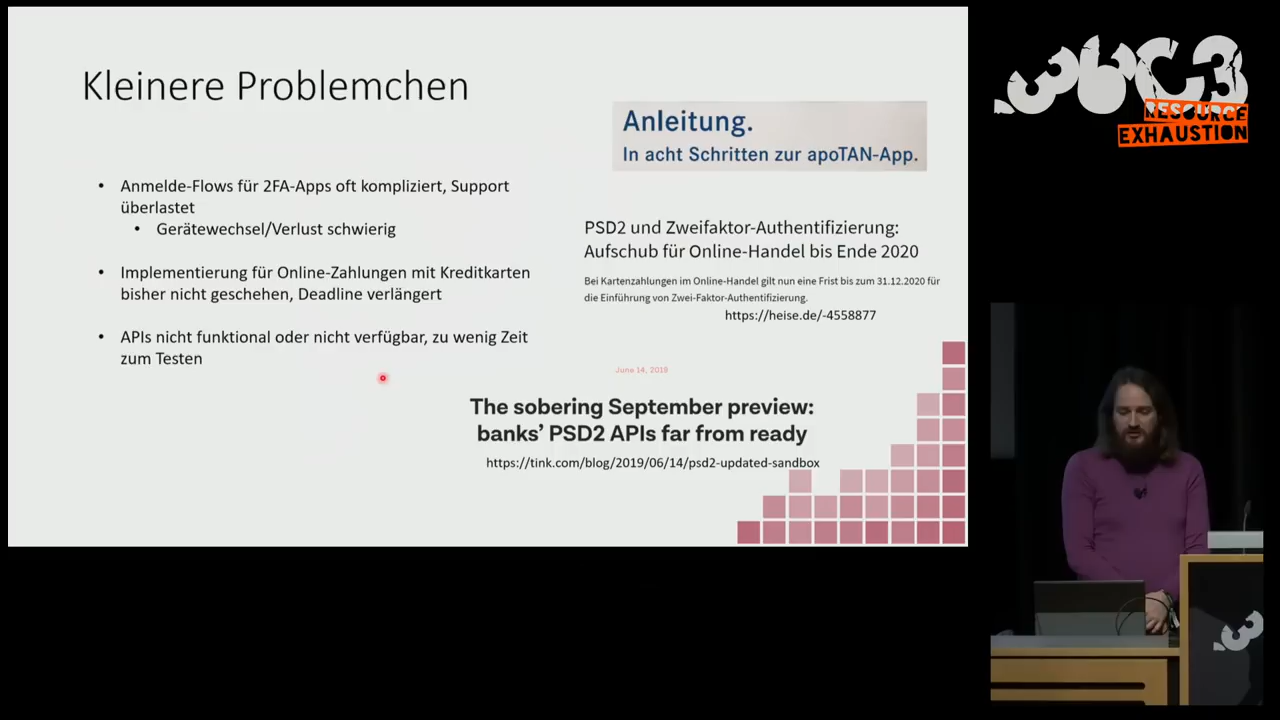 Kleinere Problemchen
• Anmelde-Flows für 2FA-Apps oft kompliziert, Support
überlastet
• Gerätewechsel/Verlust schwierig
• Implementierung für Online-Zahlungen mit Kreditkarten
bisher nicht geschehen, Deadline verlängert
• APIs nicht funktional oder nicht verfügbar, zu wenig Zeit
zum Testen
Anleitung.
In acht Schritten zur apoTAN-App.
PSD2 und Zweifaktor-Authentifizierung:
Aufschub für Online-Handel bis Ende 2020
Bei Kartenzahlungen im Online-Handel gilt nun eine Frist bis zum 31.12.2020 für
die Einführung von Zwei-Faktor-Authentifizierung.
https://heise.de/-4558877
June 14, 2019
The sobering September preview:
banks’ PSD2 APIs far from ready
https://tink.com/blog/2019/06/14/psd2-updated-sandbox
36C3
RESOURCE
EXHAUSTION